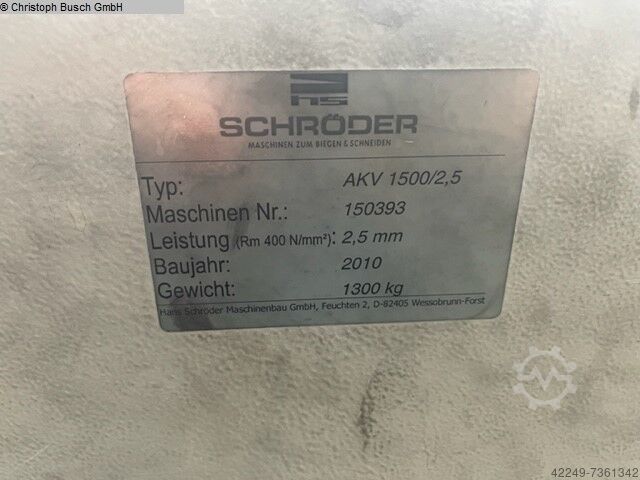 © Christoph Busch GmbH
hs
SCHRÖDER
MASCHINEN ZUM BIEGEN & SCHNEIDEN
Typ: AKV 1500/2,5
Maschinen Nr.: 150393
Leistung (Rm 400 N/mm²): 2,5 mm
Baujahr: 2010
Gewicht: 1300 kg
Hans Schröder Maschinenbau GmbH, Feuchten 2, D-82405 Wessobrunn-Forst
42249-7361342